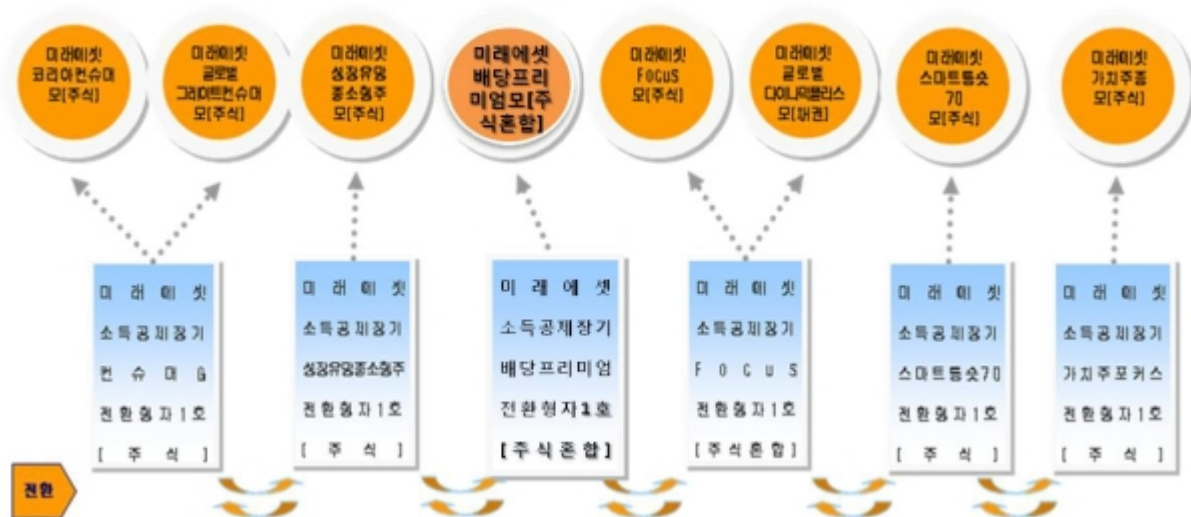 미래에셋
코리아컨슈머
모[주식]
미래에셋
글로벌
그레이트컨슈머
모[주식]
미래에셋
성장유망
중소형주
모[주식]
미래에셋
배당프리
미엄모[주
식혼합]
미래에셋
FOCUS
모[주식]
미래에셋
글로벌
다이나믹플러스
모[채권]
미래에셋
스마트롱숏
70
모[주식]
미래에셋
가치주중
모[주식]
미 래 에 셋
소득공제장기
컨 슈 머 G
전환형자1호
[ 주 식 ]
미 래 에 셋
소득공제장기
성장유망중소형주
전환형자1호
[ 주 식 ]
미 래 에 셋
소득공제장기
배당프리미엄
전환형자1호
[주식혼합]
미 래 에 셋
소득공제장기
F O C U S
전환형자1호
[주식혼합]
미 래 에 셋
소득공제장기
스마트롱숏70
전환형자1호
[ 주 식 ]
미 래 에 셋
소득공제장기
가치주포커스
전환형자1호
[ 주 식 ]
전환